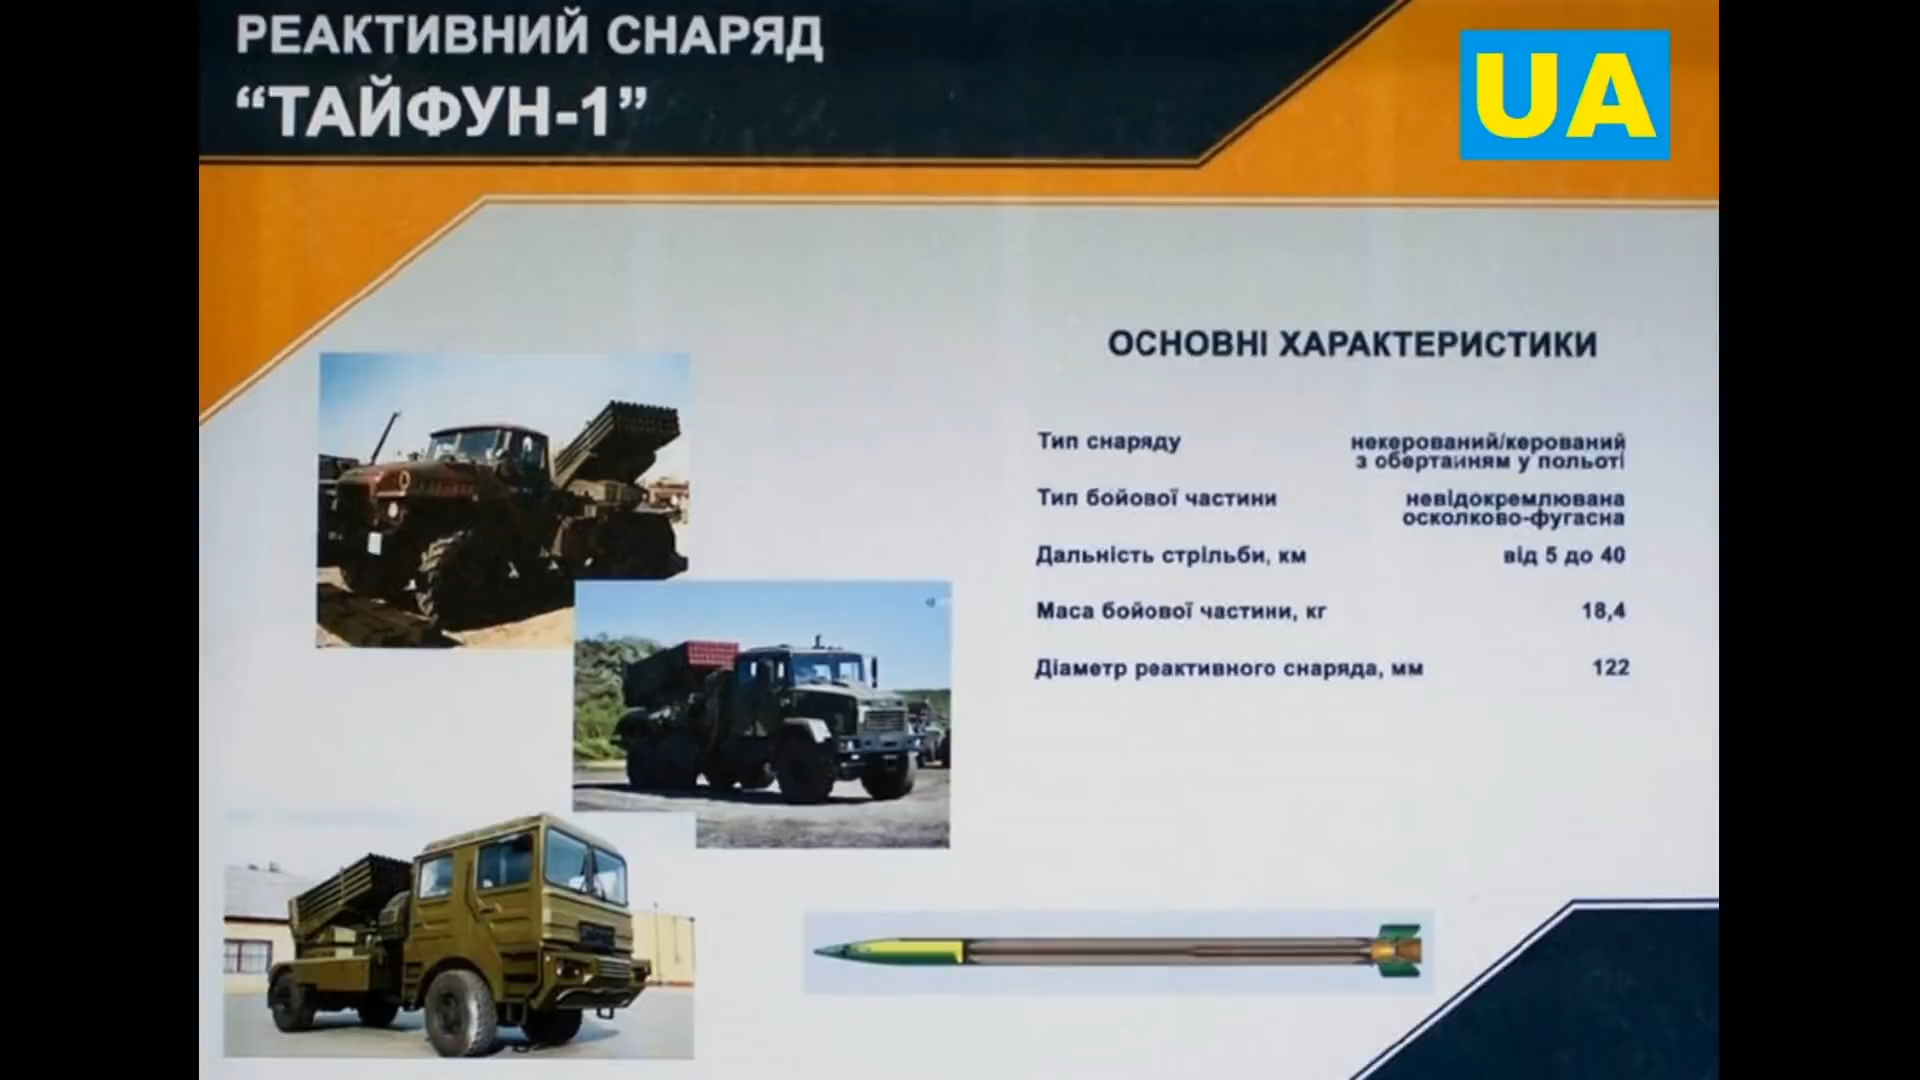 РЕАКТИВНИЙ СНАРЯД
“ТАЙФУН-1”
UA
ОСНОВНІ ХАРАКТЕРИСТИКИ
Тип снаряду некерований/керований
з обертанням у польоті
Тип бойової частини невідокремлювана
осколково-фугасна
Дальність стрільби, км від 5 до 40
Маса бойової частини, кг 18,4
Діаметр реактивного снаряда, мм 122